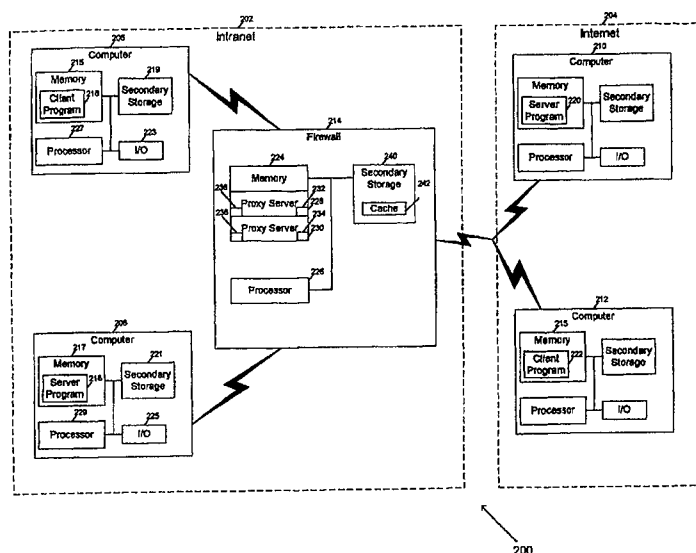 202
Intranet
204
Internet
205
Computer
215
Memory
Client
Program
216
219
Secondary
Storage
227
Processor
223
I/O
214
Firewall
224
Memory
236
Proxy Server
232
228
236
Proxy Server
234
230
226
Processor
240
Secondary
Storage
242
Cache
210
Computer
Memory
Server
Program
220
Secondary
Storage
Processor
I/O
206
Computer
217
Memory
Server
Program
218
221
Secondary
Storage
229
Processor
225
I/O
212
Computer
215
Memory
Client
Program
222
Secondary
Storage
Processor
I/O
200